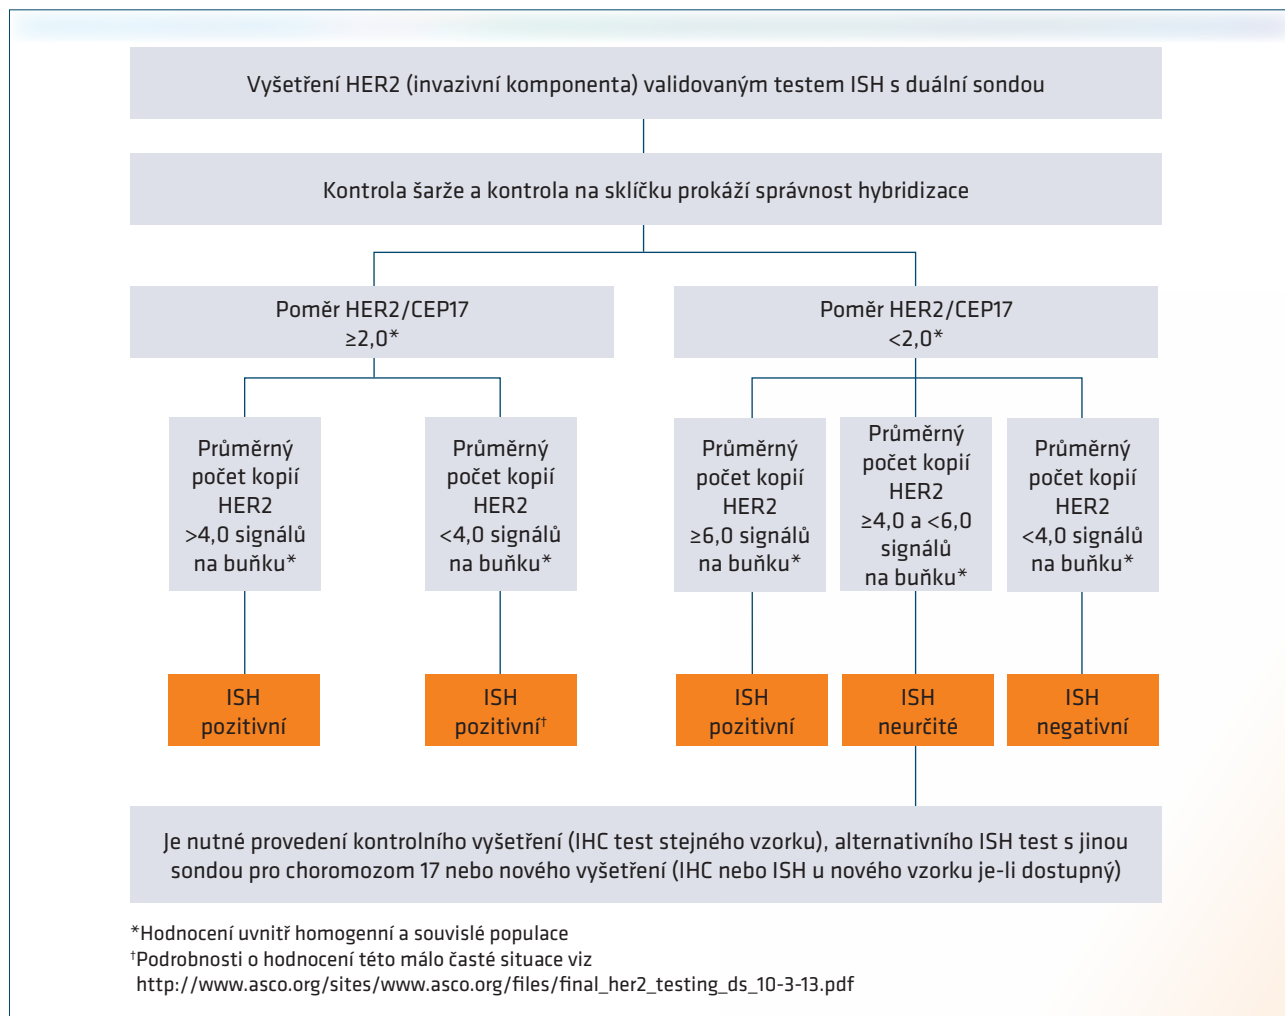 Vyšetření HER2 (invazivní komponenta) validovaným testem ISH s duální sondou
Kontrola šarže a kontrola na sklíčku prokáží správnost hybridizace
Poměr HER2/CEP17
≥2,0*
Poměr HER2/CEP17
<2,0*
Průměrný
počet kopií
HER2
>4,0 signálů
na buňku*
Průměrný
počet kopií
HER2
<4,0 signálů
na buňku*
Průměrný
počet kopií
HER2
≥6,0 signálů
na buňku*
Průměrný
počet kopií
HER2
≥4,0 a <6,0
signálů
na buňku*
Průměrný
počet kopií
HER2
<4,0 signálů
na buňku*
ISH
pozitivní
ISH
pozitivní†
ISH
pozitivní
ISH
neurčité
ISH
negativní
Je nutné provedení kontrolního vyšetření (IHC test stejného vzorku), alternativního ISH test s jinou
sondou pro choromozom 17 nebo nového vyšetření (IHC nebo ISH u nového vzorku je-li dostupný)
*Hodnocení uvnitř homogenní a souvislé populace
†Podrobnosti o hodnocení této málo časté situace viz
http://www.asco.org/sites/www.asco.org/files/final_her2_testing_ds_10-3-13.pdf